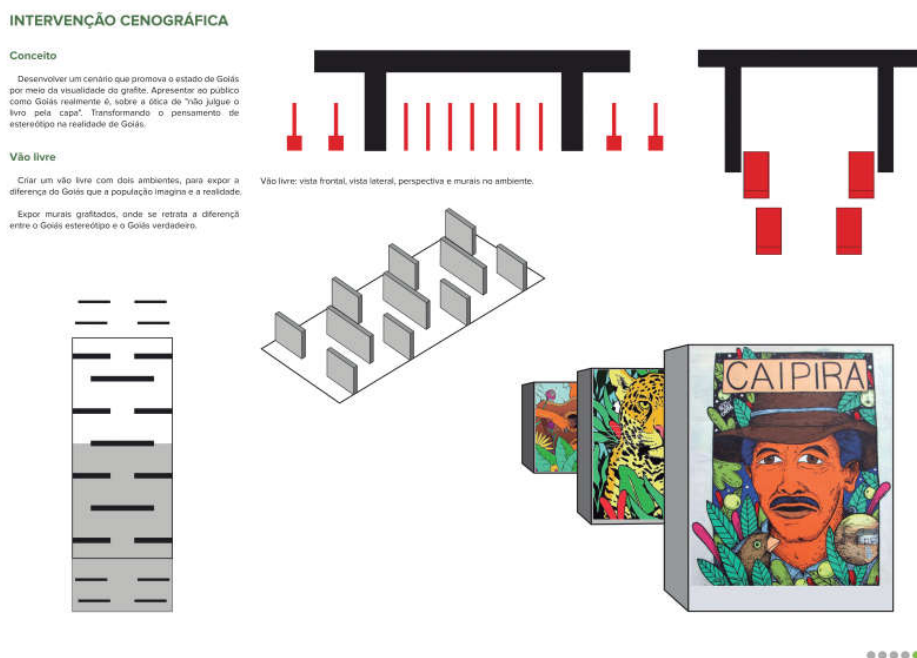 INTERVENÇÃO CENOGRÁFICA
Conceito
Desenvolver um cenário que promova o estado de Goiás
por meio da visualidade do grafite. Apresentar ao público
como Goiás realmente é, sobre a ótica de "não julgue o
livro pela capa". Transformando o pensamento de
estereótipo na realidade de Goiás.
Vão livre
Criar um vão livre com dois ambientes, para expor a
diferença do Goiás que a população imagina e a realidade.
Expor murais grafitados, onde se retrata a diferença
entre o Goiás estereótipo e o Goiás verdadeiro.
Vão livre: vista frontal, vista lateral, perspectiva e murais no ambiente.
CAIPIRA